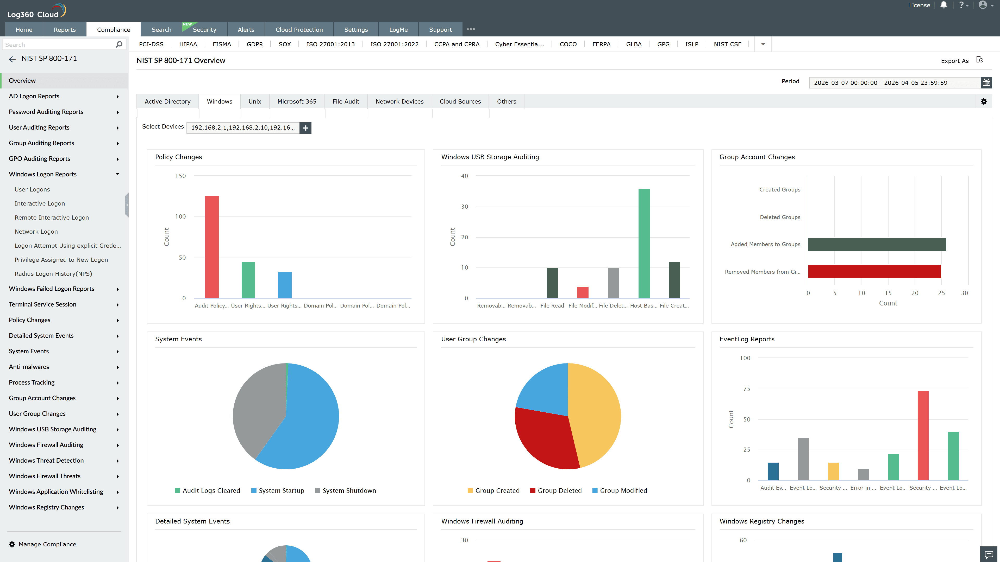 License
?
Log360 Cloud
Home
Reports
Compliance
Search
NEW
Security
Alerts
Cloud Protection
Settings
LogMe
Support
Search
PCI-DSS
HIPAA
FISMA
GDPR
SOX
ISO 27001:2013
ISO 27001:2022
CCPA and CPRA
Cyber Essentia...
COCO
FERPA
GLBA
GPG
ISLP
NIST CSF
NIST SP 800-171
Overview
AD Logon Reports
Password Auditing Reports
User Auditing Reports
Group Auditing Reports
GPO Auditing Reports
Windows Logon Reports
User Logons
Interactive Logon
Remote Interactive Logon
Network Logon
Logon Attempt Using explicit Crede...
Privilege Assigned to New Logon
Radius Logon History(NPS)
Windows Failed Logon Reports
Terminal Service Session
Policy Changes
Detailed System Events
System Events
Anti-malwares
Process Tracking
Group Account Changes
User Group Changes
Windows USB Storage Auditing
Windows Firewall Auditing
Windows Threat Detection
Windows Firewall Threats
Windows Application Whitelisting
Windows Registry Changes
Manage Compliance
NIST SP 800-171 Overview
Export As
Period
2026-03-07 00:00:00 - 2026-04-05 23:59:59
Active Directory
Windows
Unix
Microsoft 365
File Audit
Network Devices
Cloud Sources
Others
Select Devices
192.168.2.1,192.168.2.10,192.16...
Policy Changes
150
100
50
0
Count
Audit Policy...
User Rights...
User Rights...
Domain Pol...
Domain Pol...
Domain Pol...
Windows USB Storage Auditing
40
30
20
10
0
Count
Removab...
Removab...
File Read
File Modif...
File Delet...
Host Bas...
File Creat...
Group Account Changes
Created Groups
Deleted Groups
Added Members to Groups
Removed Members from Gr...
0
5
10
15
20
25
30
Count
System Events
Audit Logs Cleared
System Startup
System Shutdown
User Group Changes
Group Created
Group Deleted
Group Modified
EventLog Reports
100
75
50
25
0
Count
Audit Ev...
Event Lo...
Security ...
Error in ...
Event Lo...
Security ...
Event Lo...
Detailed System Events
Windows Firewall Auditing
30
Windows Registry Changes
60